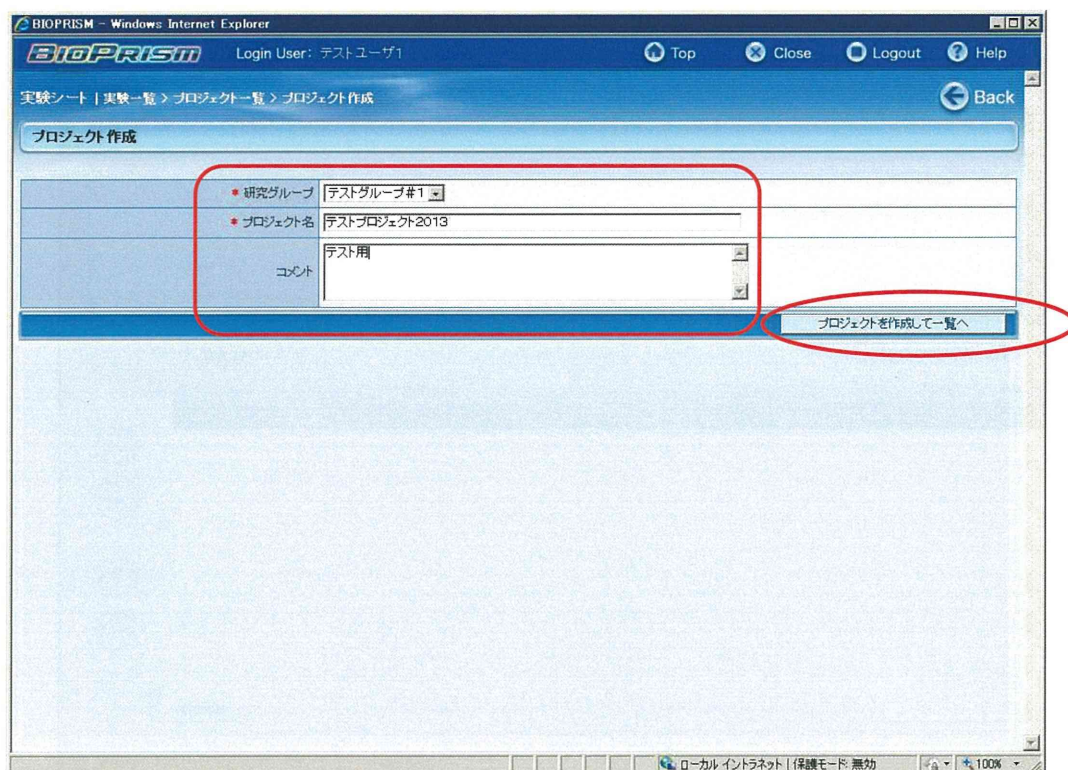 BIOPRISM - Windows Internet Explorer
BIOPRISM Login User: テストユーザ1 Top Close Logout Help
実験シート | 実験一覧 > プロジェクト一覧 > プロジェクト作成 Back
プロジェクト作成
* 研究グループ テストグループ#1
* プロジェクト名 テストプロジェクト2013
コメント テスト用
プロジェクトを作成して一覧へ
ローカル イントラネット | 保護モード: 無効 100%